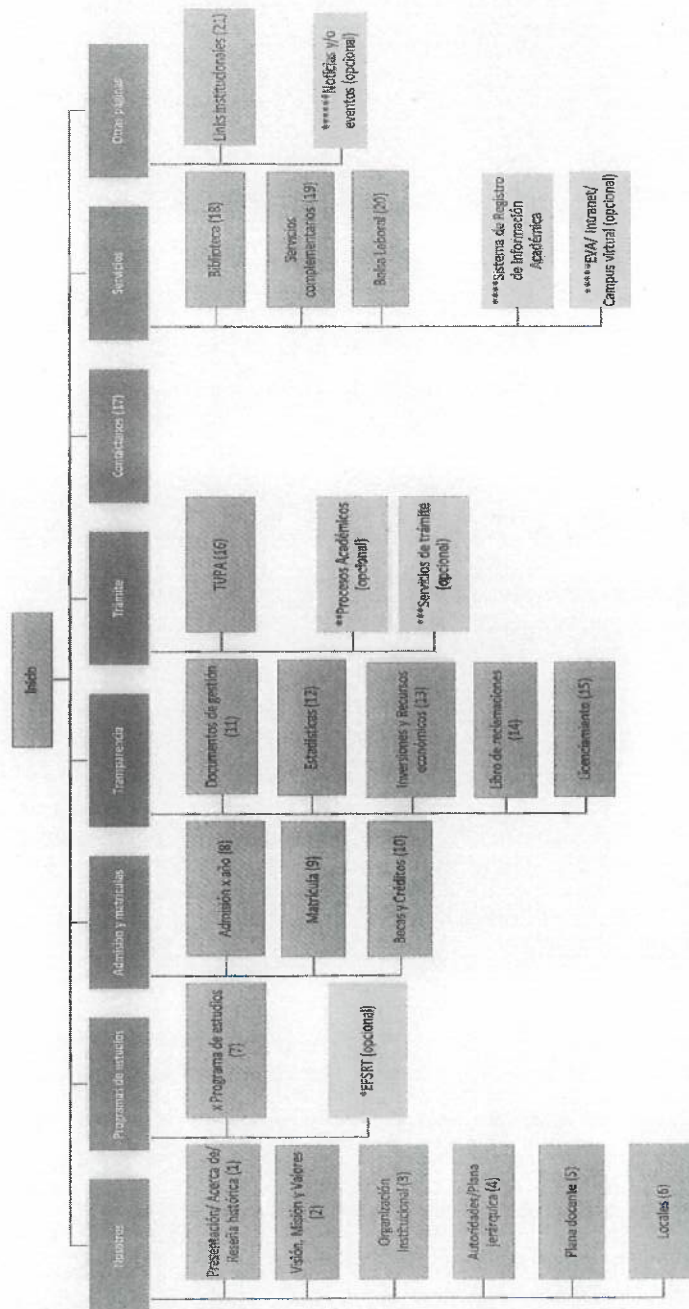 Inicio
Nosotros
Presentación/ Acerca de/
Reseña histórica (1)
Visión, Misión y Valores
(2)
Organización
Institucional (3)
Autoridades/Plana
jerárquica (4)
Plana docente (5)
Locales (6)
Programas de estudios
x Programa de estudios
(7)
*EFSRT (opcional)
Admisión y matrículas
Admisión x año (8)
Matrícula (9)
Becas y Créditos (10)
Transparencia
Documentos de gestión
(11)
Estadísticas (12)
Inversiones y Recursos
económicos (13)
Libro de reclamaciones
(14)
Licenciamiento (15)
Trámite
TUPA (16)
**Procesos Académicos
(opcional)
***Servicios de trámite
(opcional)
Contáctanos (17)
Servicios
Biblioteca (18)
Servicios
complementarios (19)
Bolsa Laboral (20)
****Sistema de Registro
de Información
Académica
*****EVA/ Intranet/
Campus virtual (opcional)
Otras páginas
Links institucionales (21)
******Noticias y/o
eventos (opcional)